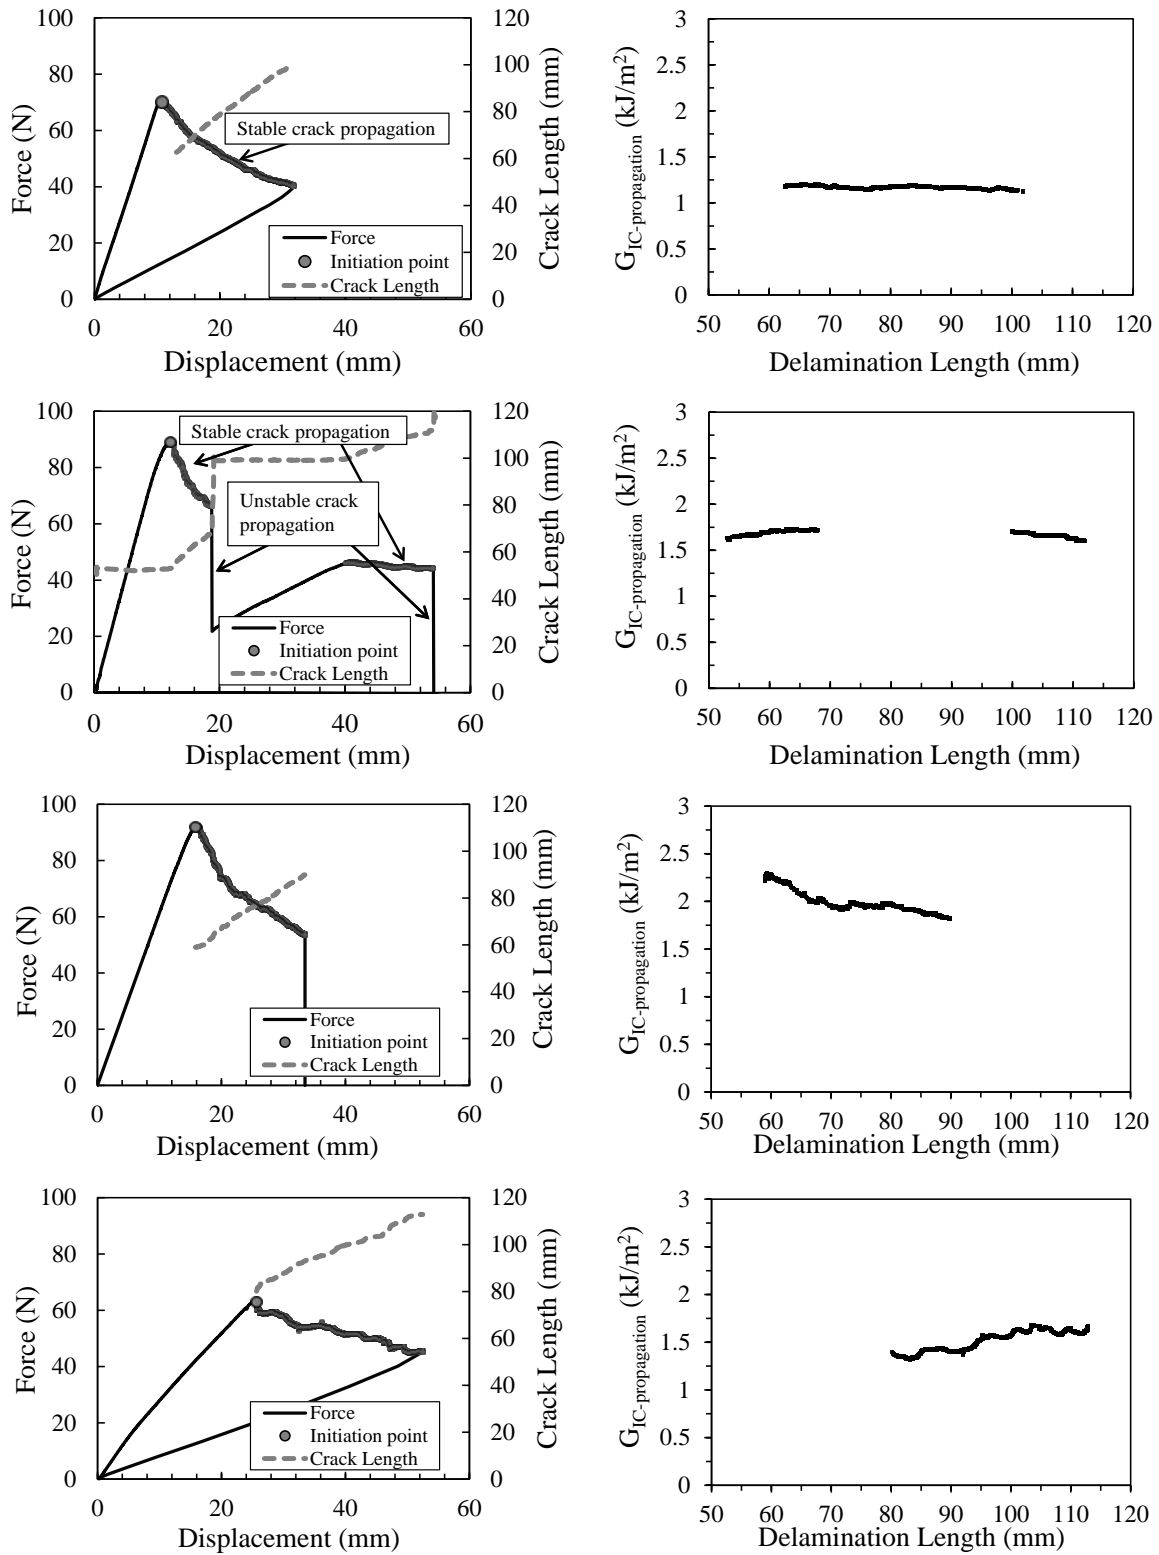 100
80
60
40
20
0
Force (N)
120
100
80
60
40
20
0
Crack Length (mm)
Stable crack propagation
Force
Initiation point
Crack Length
0 20 40 60
Displacement (mm)
3
2.5
2
1.5
1
0.5
0
GIC-propagation (kJ/m2)
50 60 70 80 90 100 110 120
Delamination Length (mm)
100
80
60
40
20
0
Force (N)
120
100
80
60
40
20
0
Crack Length (mm)
Stable crack propagation
Unstable crack
propagation
Force
Initiation point
Crack Length
0 20 40 60
Displacement (mm)
3
2.5
2
1.5
1
0.5
0
GIC-propagation (kJ/m2)
50 60 70 80 90 100 110 120
Delamination Length (mm)
100
80
60
40
20
0
Force (N)
120
100
80
60
40
20
0
Crack Length (mm)
Force
Initiation point
Crack Length
0 20 40 60
Displacement (mm)
3
2.5
2
1.5
1
0.5
0
GIC-propagation (kJ/m2)
50 60 70 80 90 100 110 120
Delamination Length (mm)
100
80
60
40
20
0
Force (N)
120
100
80
60
40
20
0
Crack Length (mm)
Force
Initiation point
Crack Length
0 20 40 60
Displacement (mm)
3
2.5
2
1.5
1
0.5
0
GIC-propagation (kJ/m2)
50 60 70 80 90 100 110 120
Delamination Length (mm)